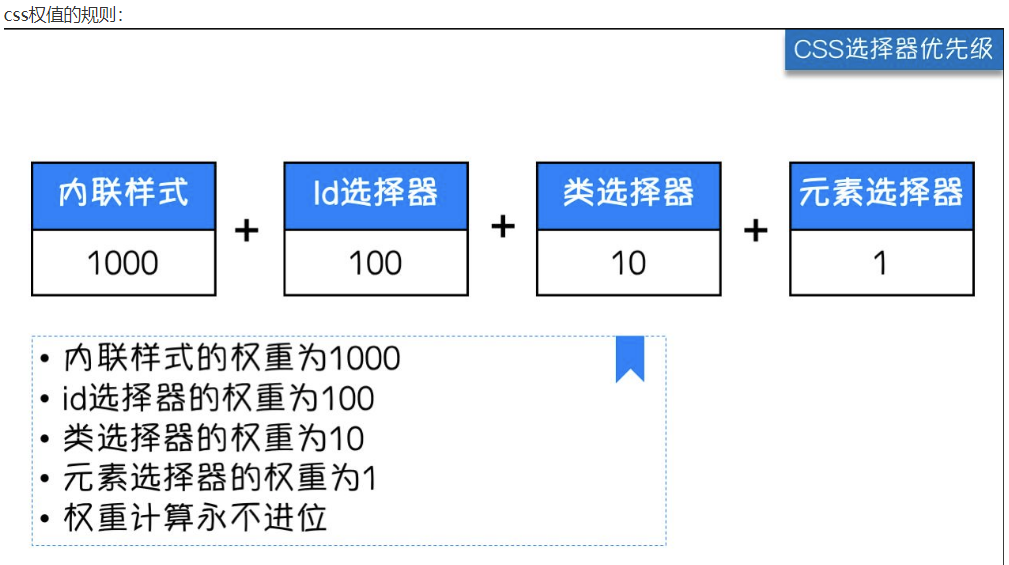 css权值的规则：
CSS选择器优先级
内联样式 + Id选择器 + 类选择器 + 元素选择器
1000 100 10 1
• 内联样式的权重为1000
• id选择器的权重为100
• 类选择器的权重为10
• 元素选择器的权重为1
• 权重计算永不进位